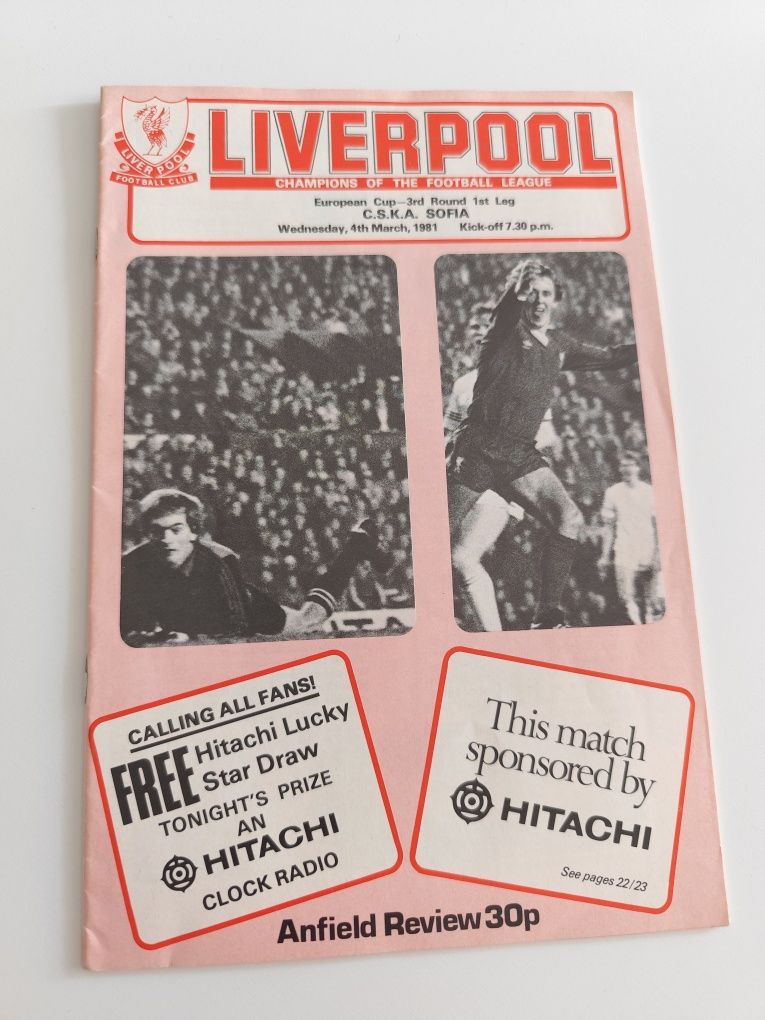 LIVERPOOL
FOOTBALL CLUB
LIVERPOOL
CHAMPIONS OF THE FOOTBALL LEAGUE
European Cup—3rd Round 1st Leg
C.S.K.A. SOFIA
Wednesday, 4th March, 1981 Kick-off 7.30 p.m.
CALLING ALL FANS!
FREE Hitachi Lucky
Star Draw
TONIGHT'S PRIZE
AN
HITACHI
CLOCK RADIO
This match
sponsored by
HITACHI
See pages 22/23
Anfield Review 30p